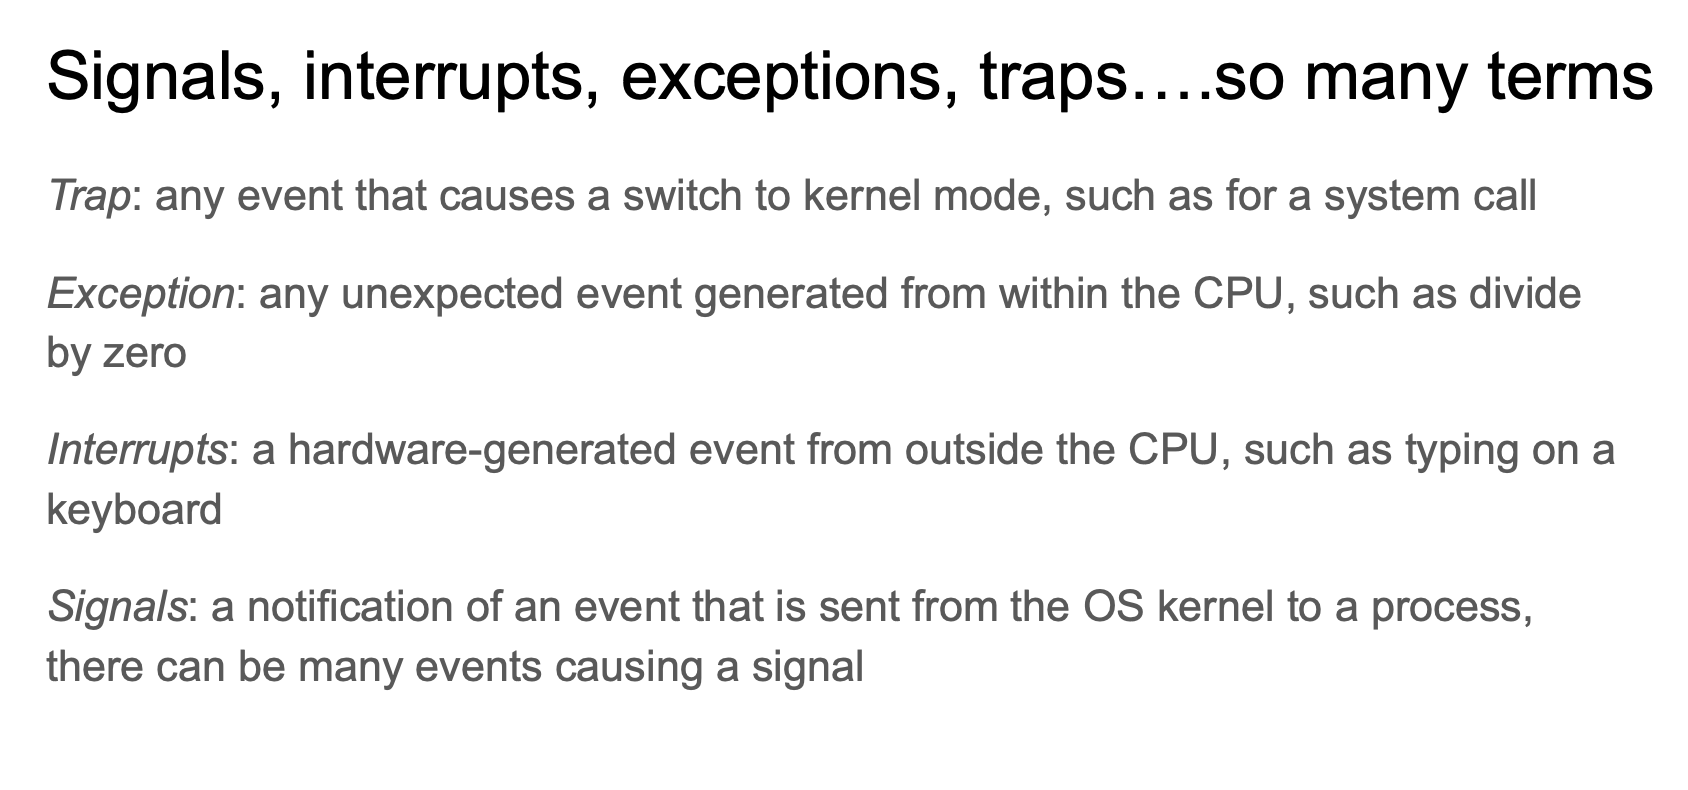 Signals, interrupts, exceptions, traps….so many terms
Trap: any event that causes a switch to kernel mode, such as for a system call
Exception: any unexpected event generated from within the CPU, such as divide
by zero
Interrupts: a hardware-generated event from outside the CPU, such as typing on a
keyboard
Signals: a notification of an event that is sent from the OS kernel to a process,
there can be many events causing a signal